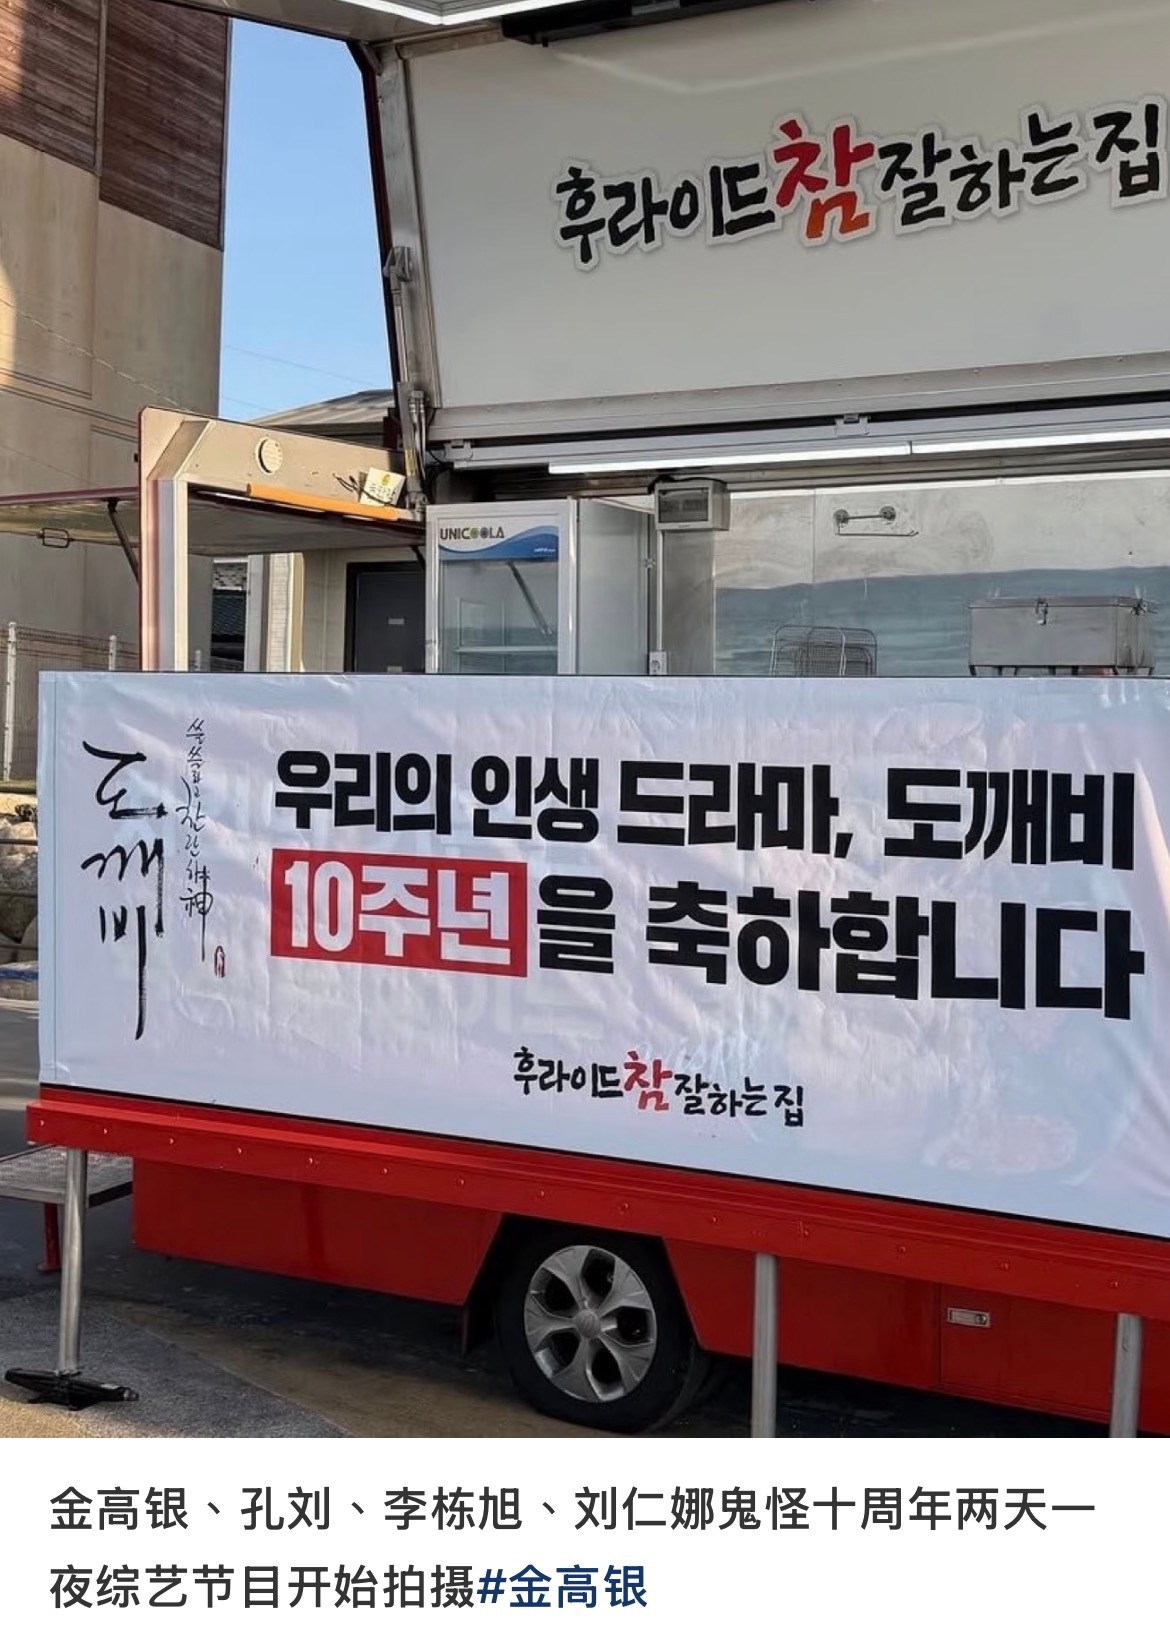 후라이드참잘하는집
UNICOOLA
도깨비
쓸쓸하고찬란하神
우리의 인생 드라마, 도깨비
10주년을 축하합니다
후라이드참잘하는집
金高银、孔刘、李栋旭、刘仁娜鬼怪十周年两天一
夜综艺节目开始拍摄#金高银